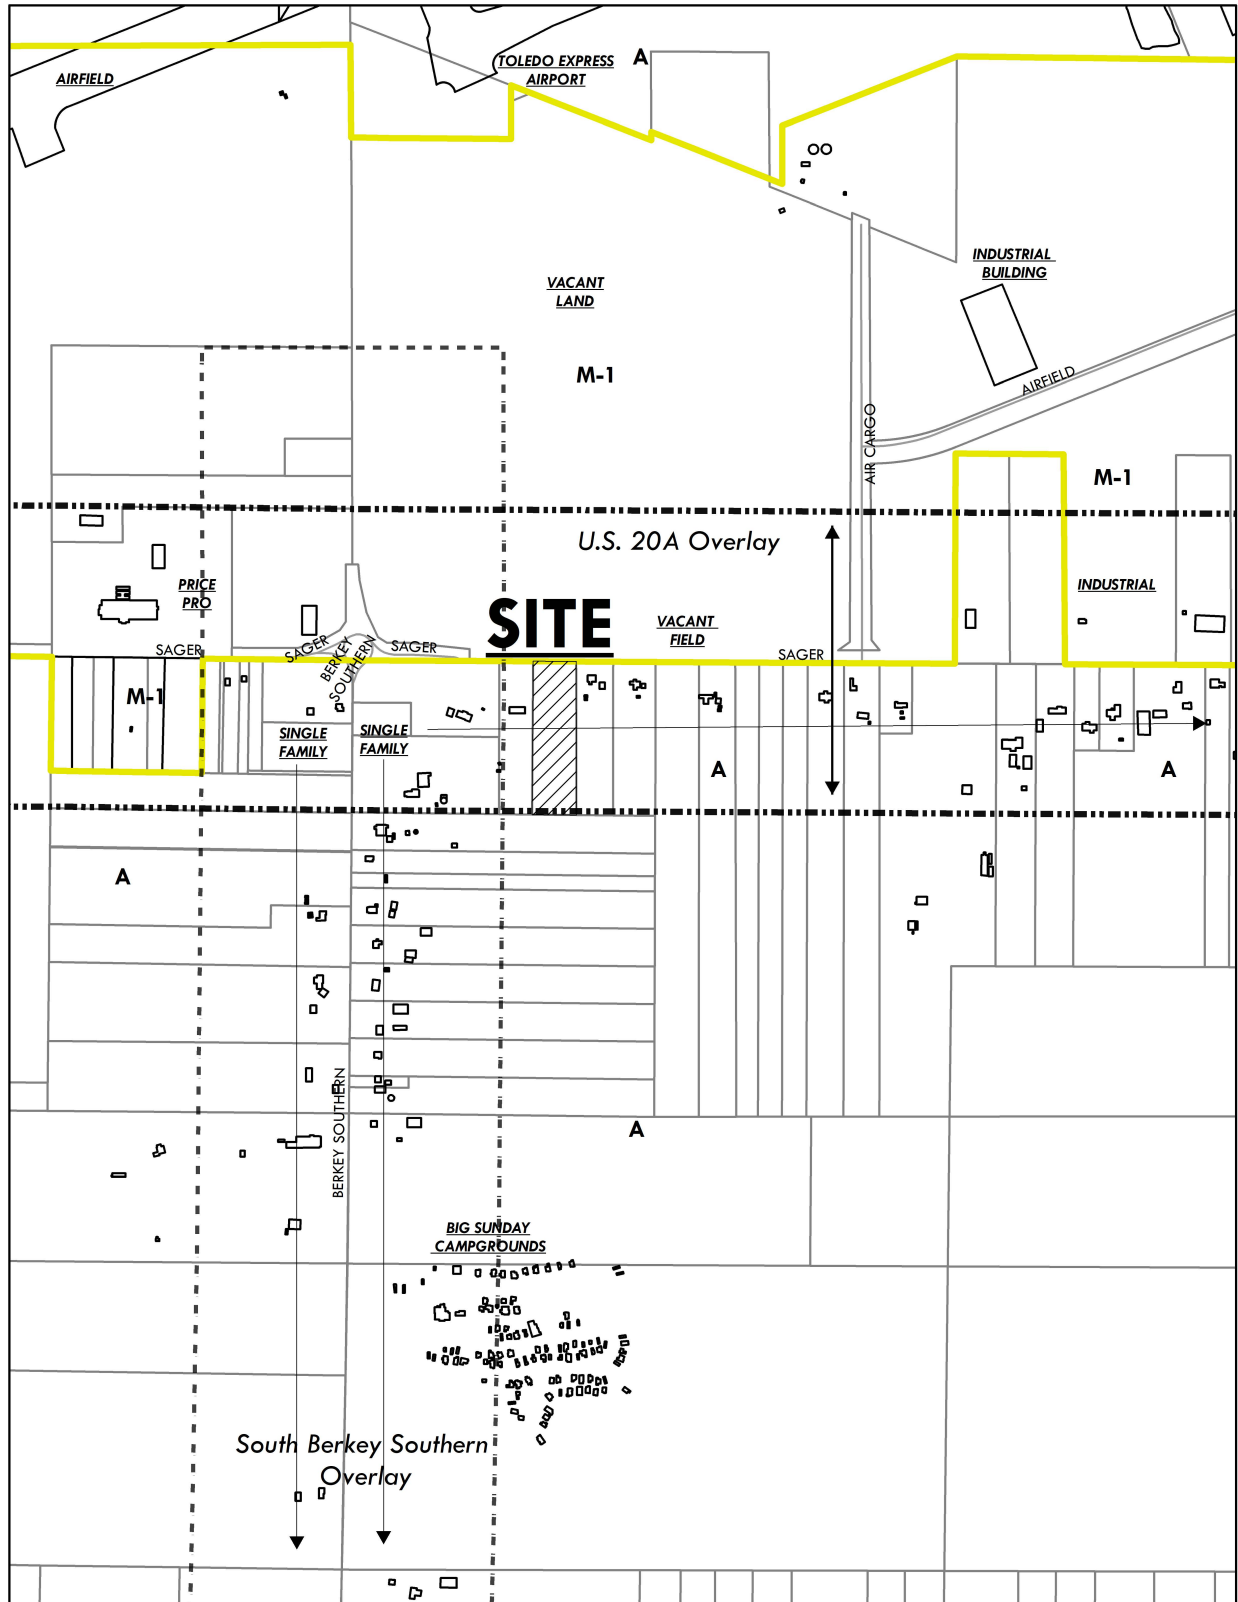 A
TOLEDO EXPRESS
AIRPORT
AIRFIELD
INDUSTRIAL
BUILDING
VACANT
LAND
M-1
AIRFIELD
AIR CARGO
M-1
U.S. 20A Overlay
PRICE
PRO
INDUSTRIAL
SITE
VACANT
FIELD
SAGER
SAGER
BERKEY
SOUTHERN
SAGER
SAGER
M-1
SINGLE
FAMILY
SINGLE
FAMILY
A
A
A
BERKEY SOUTHERN
A
BIG SUNDAY
CAMPGROUNDS
South Berkey Southern
Overlay